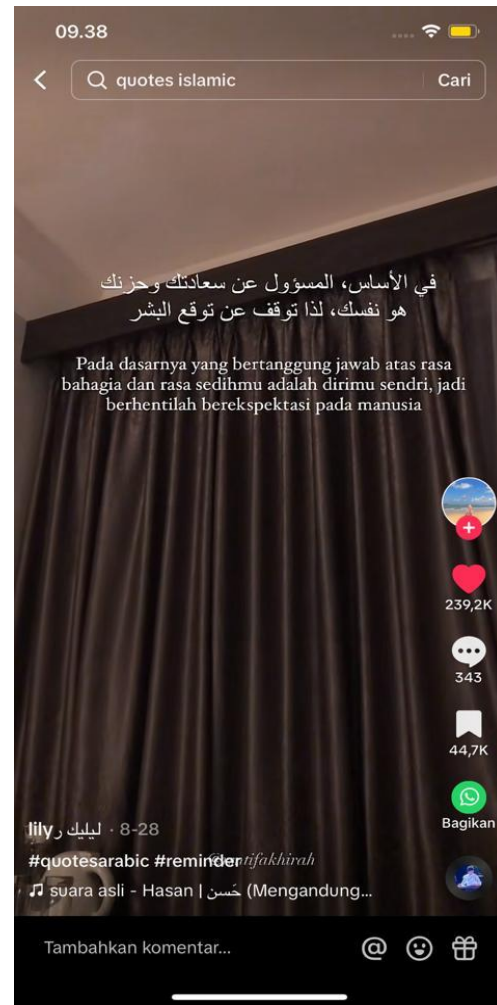 09.38
quotes islamic
Cari
في الأساس، المسؤول عن سعادتك وحزنك
هو نفسك، لذا توقف عن توقع البشر
Pada dasarnya yang bertanggung jawab atas rasa
bahagia dan rasa sedihmu adalah dirimu sendri, jadi
berhentilah berekspektasi pada manusia
239,2K
343
44,7K
Bagikan
lily ليليك ر · 8-28
#quotesarabic #reminder
suara asli - Hasan | حَسن (Mengandung...
Tambahkan komentar...